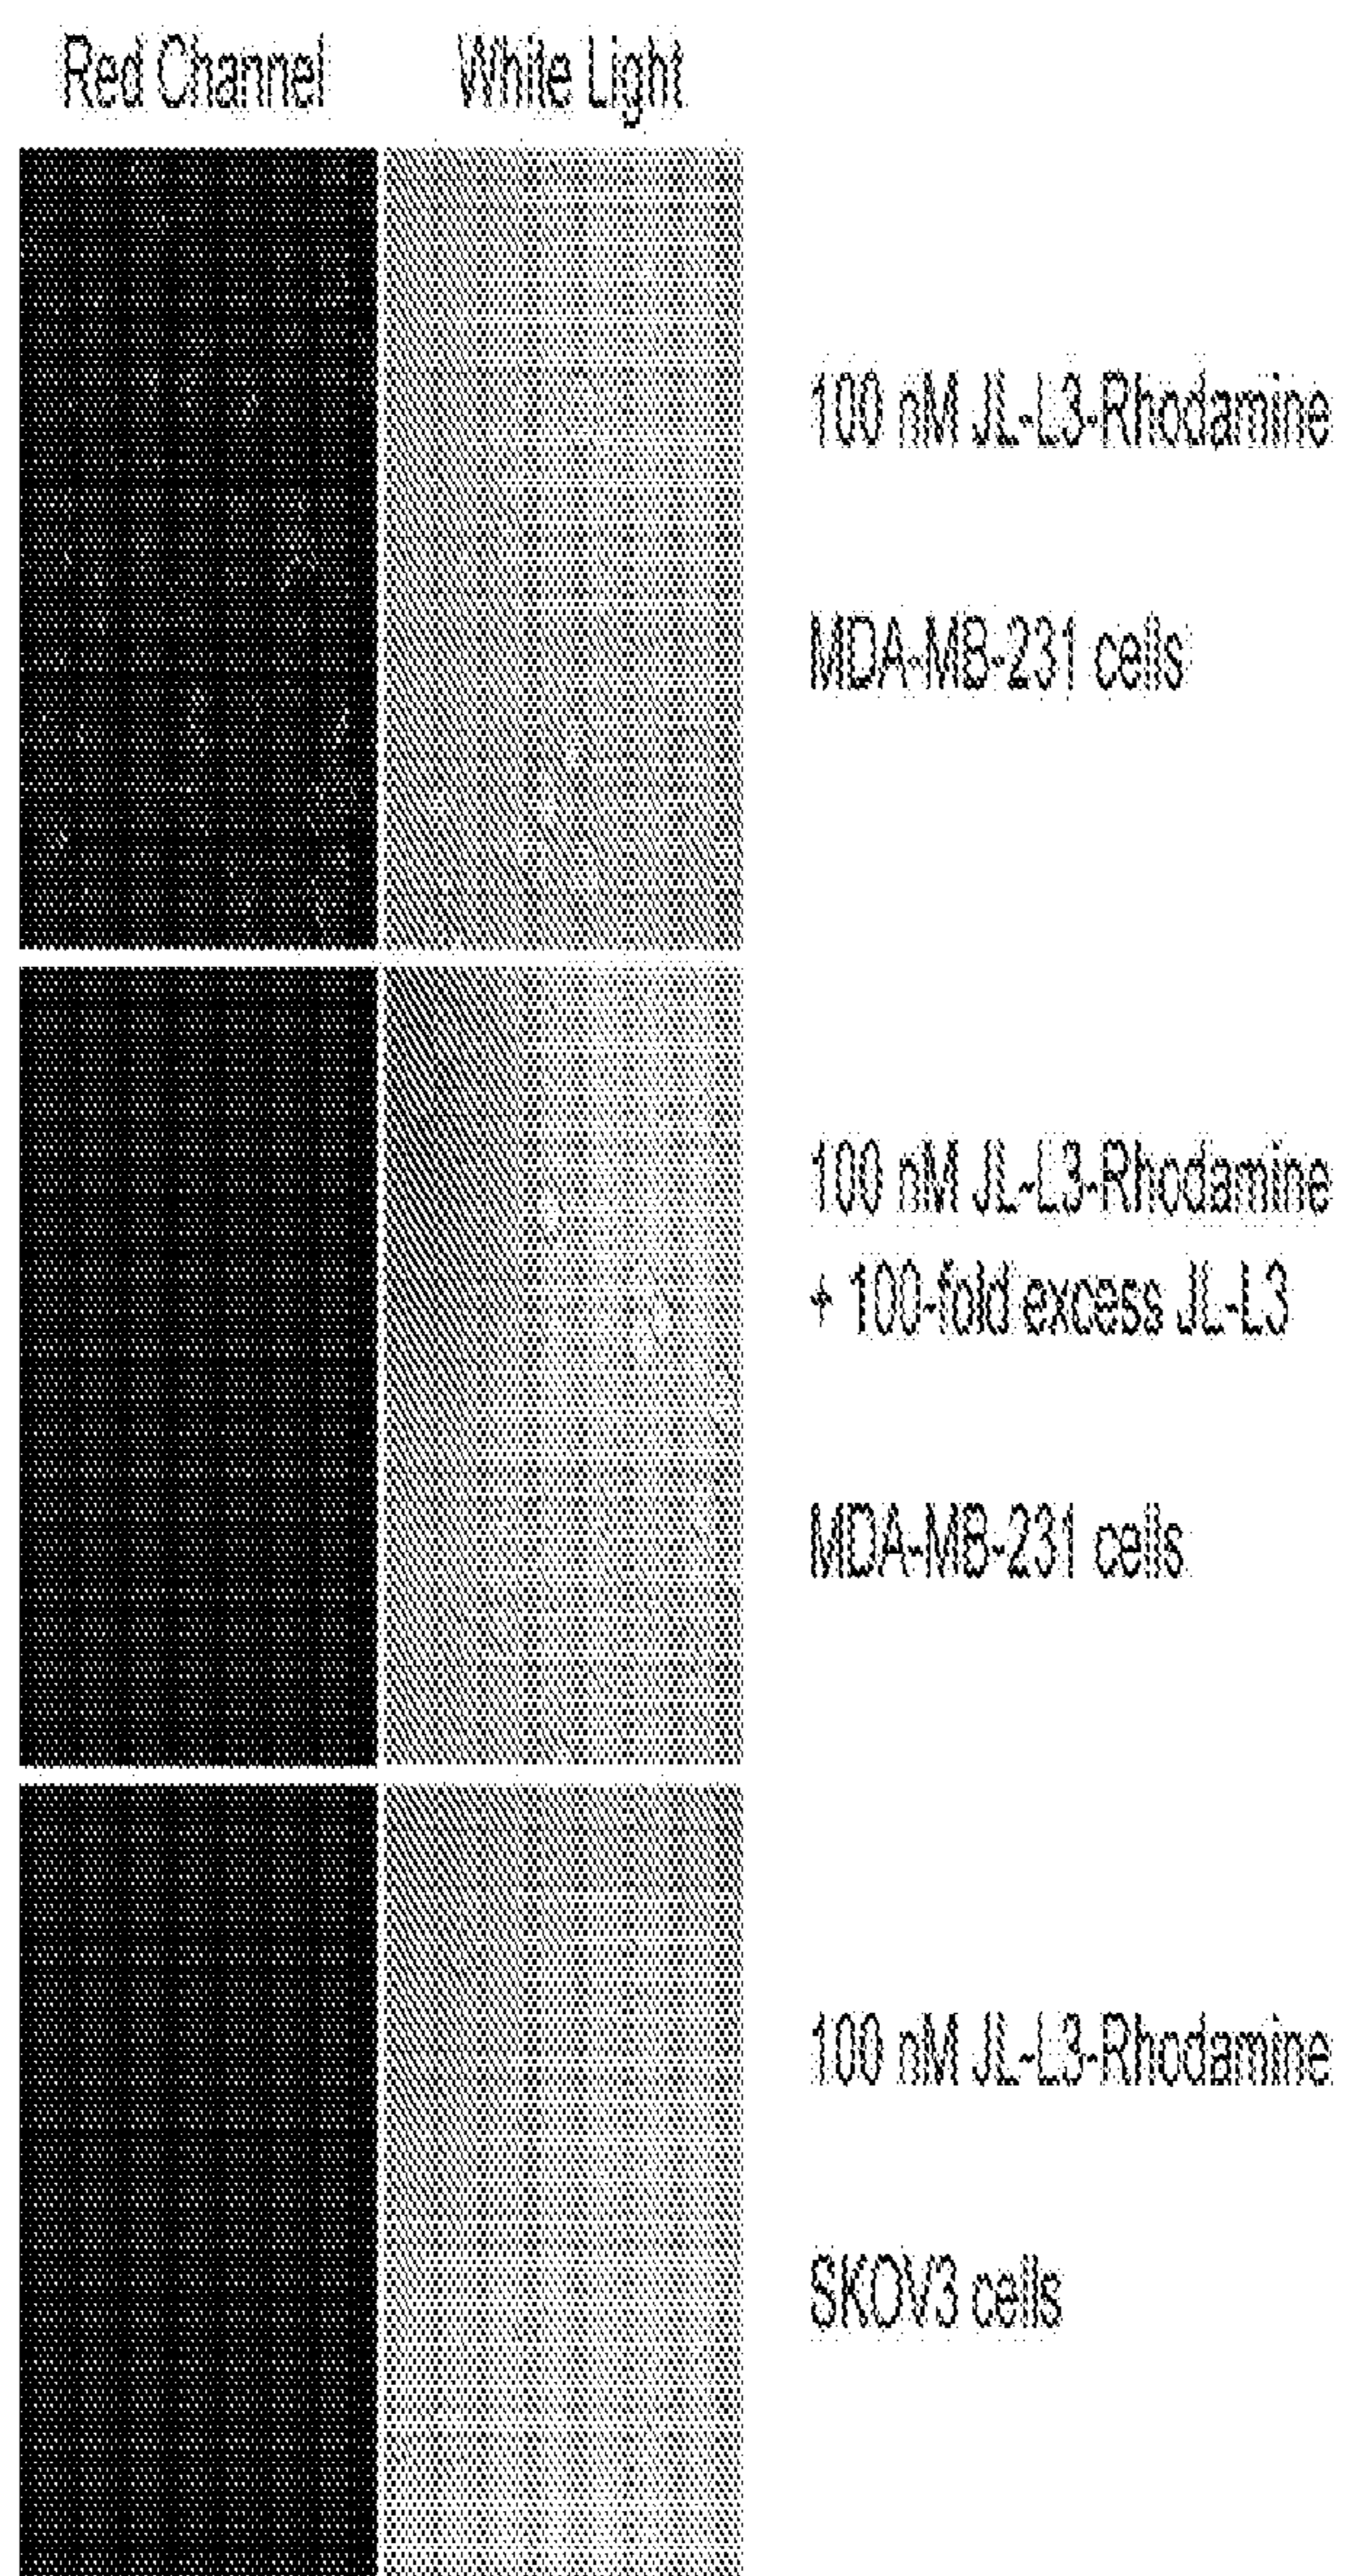 Red Channel
White Light
100 nM JL-L3-Rhodamine
MDA-MB-231 cells
100 nM JL-L3-Rhodamine
+ 100-fold excess JL-L3
MDA-MB-231 cells
100 nM JL-L3-Rhodamine
SKOV3 cells